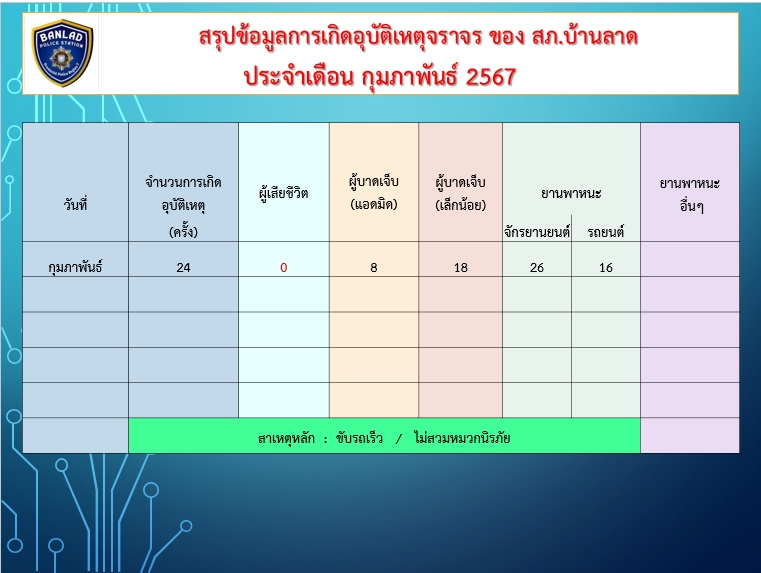 สรุปข้อมูลการเกิดอุบัติเหตุจราจร ของ สภ.บ้านลาด
ประจำเดือน กุมภาพันธ์ 2567
BANLAD
POLICE STATION
วันที่
จำนวนการเกิด
อุบัติเหตุ
(ครั้ง)
ผู้เสียชีวิต
ผู้บาดเจ็บ
(แอดมิด)
ผู้บาดเจ็บ
(เล็กน้อย)
ยานพาหนะ
จักรยานยนต์ รถยนต์
ยานพาหนะ
อื่นๆ
กุมภาพันธ์ 24 0 8 18 26 16
สาเหตุหลัก : ขับรถเร็ว / ไม่สวมหมวกนิรภัย